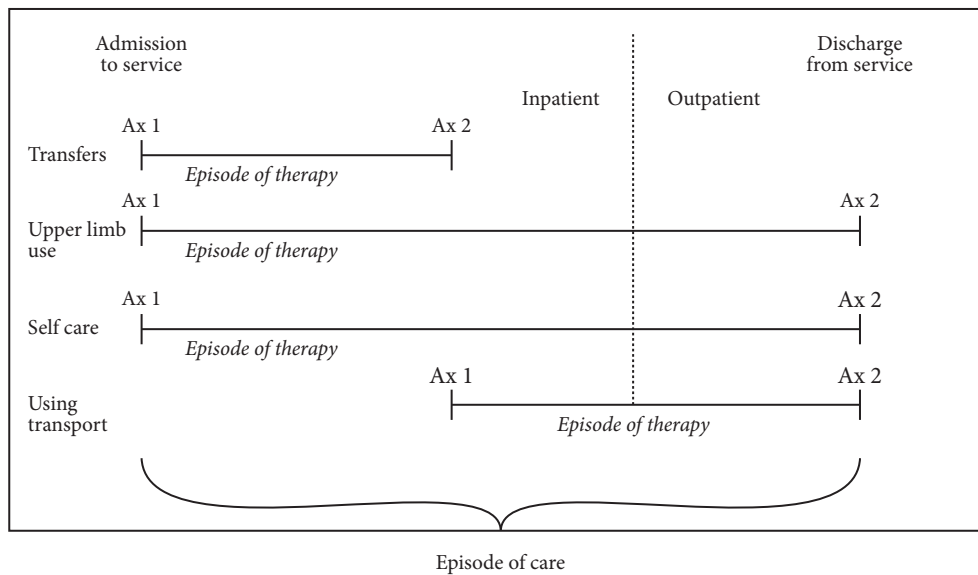 Admission
to service
Discharge
from service
Inpatient
Outpatient
Ax 1
Ax 2
Transfers
Episode of therapy
Ax 1
Ax 2
Upper limb
use
Episode of therapy
Ax 1
Ax 2
Self care
Episode of therapy
Ax 1
Ax 2
Using
transport
Episode of therapy
Episode of care